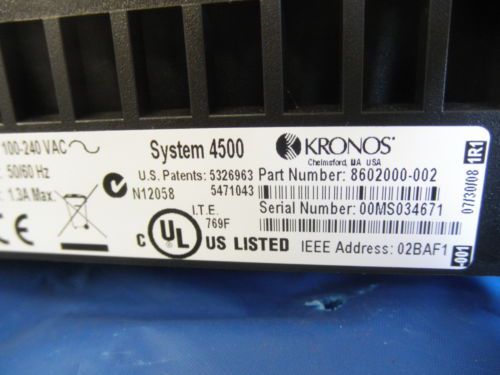 100-240 VAC
System 4500
KRONOS
Chelmsford, MA USA
50/60 Hz
U.S. Patents: 5326963
Part Number: 8602000-002
1.3A Max:
N12058
5471043
Serial Number: 00MS034671
I.T.E.
769F
CE
c UL US LISTED
IEEE Address: 02BAF1
07/30/08
1R1
-001